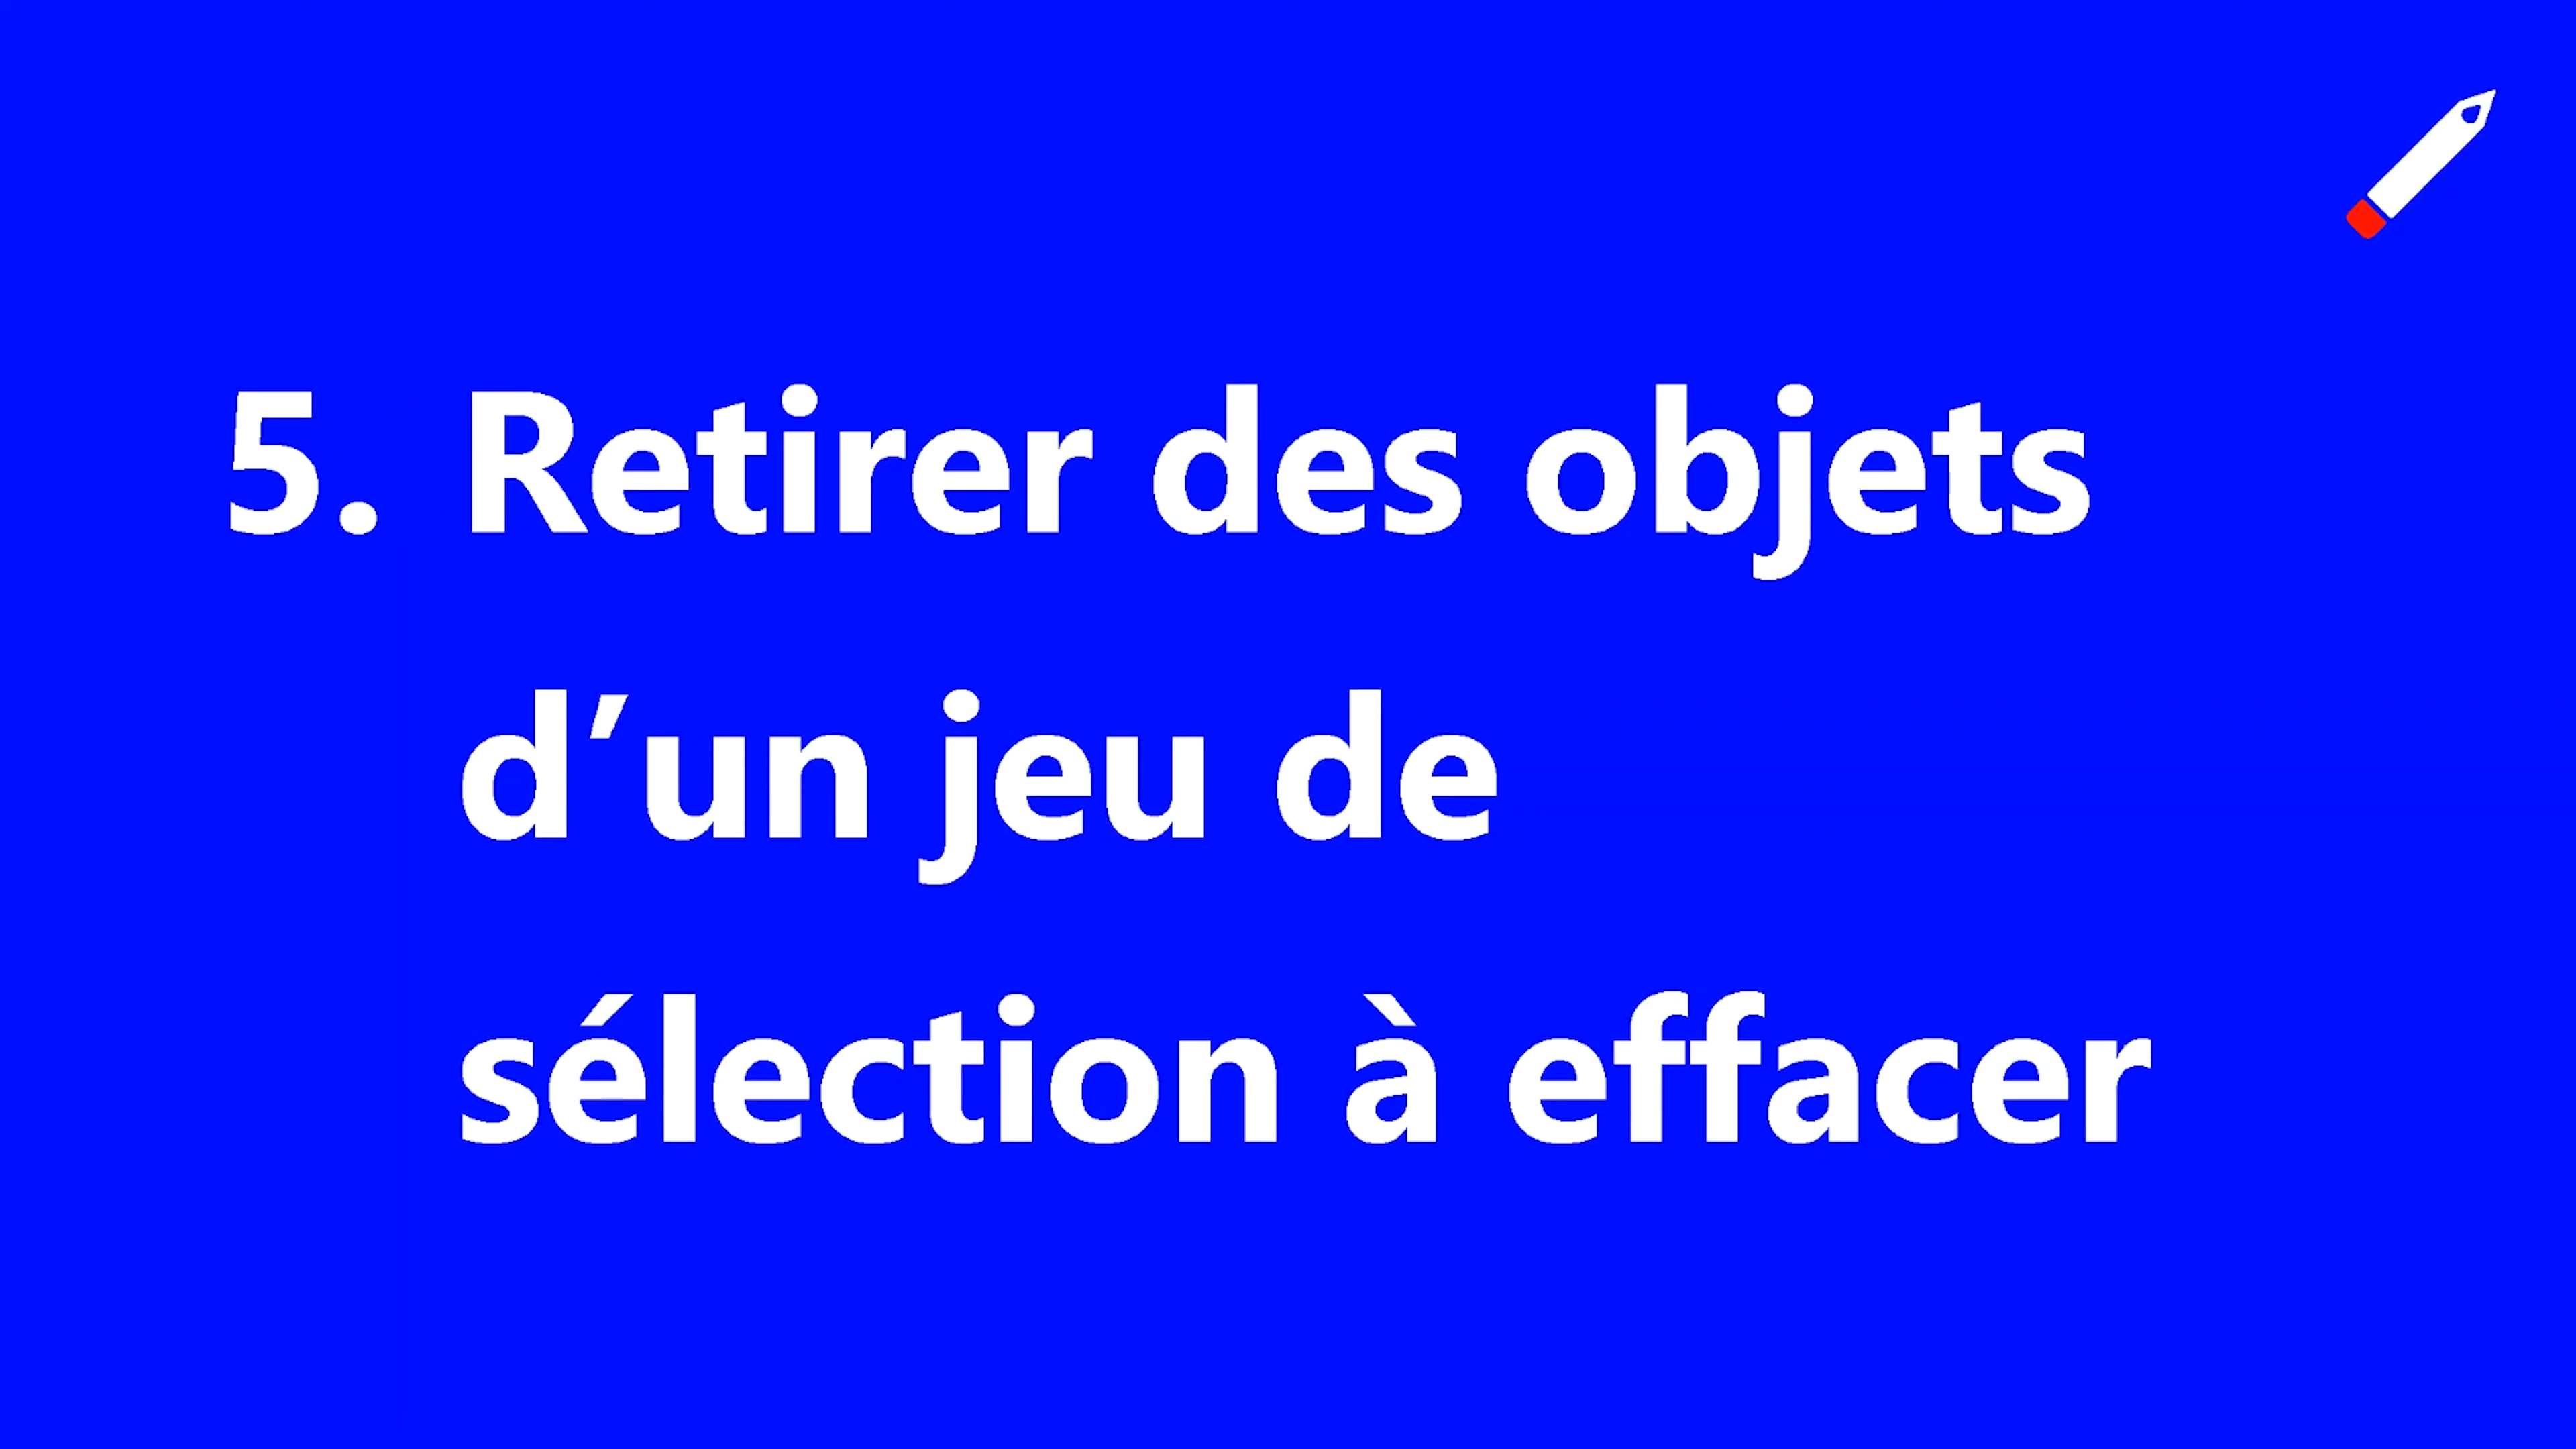 5. Retirer des objets
d’un jeu de
sélection à effacer